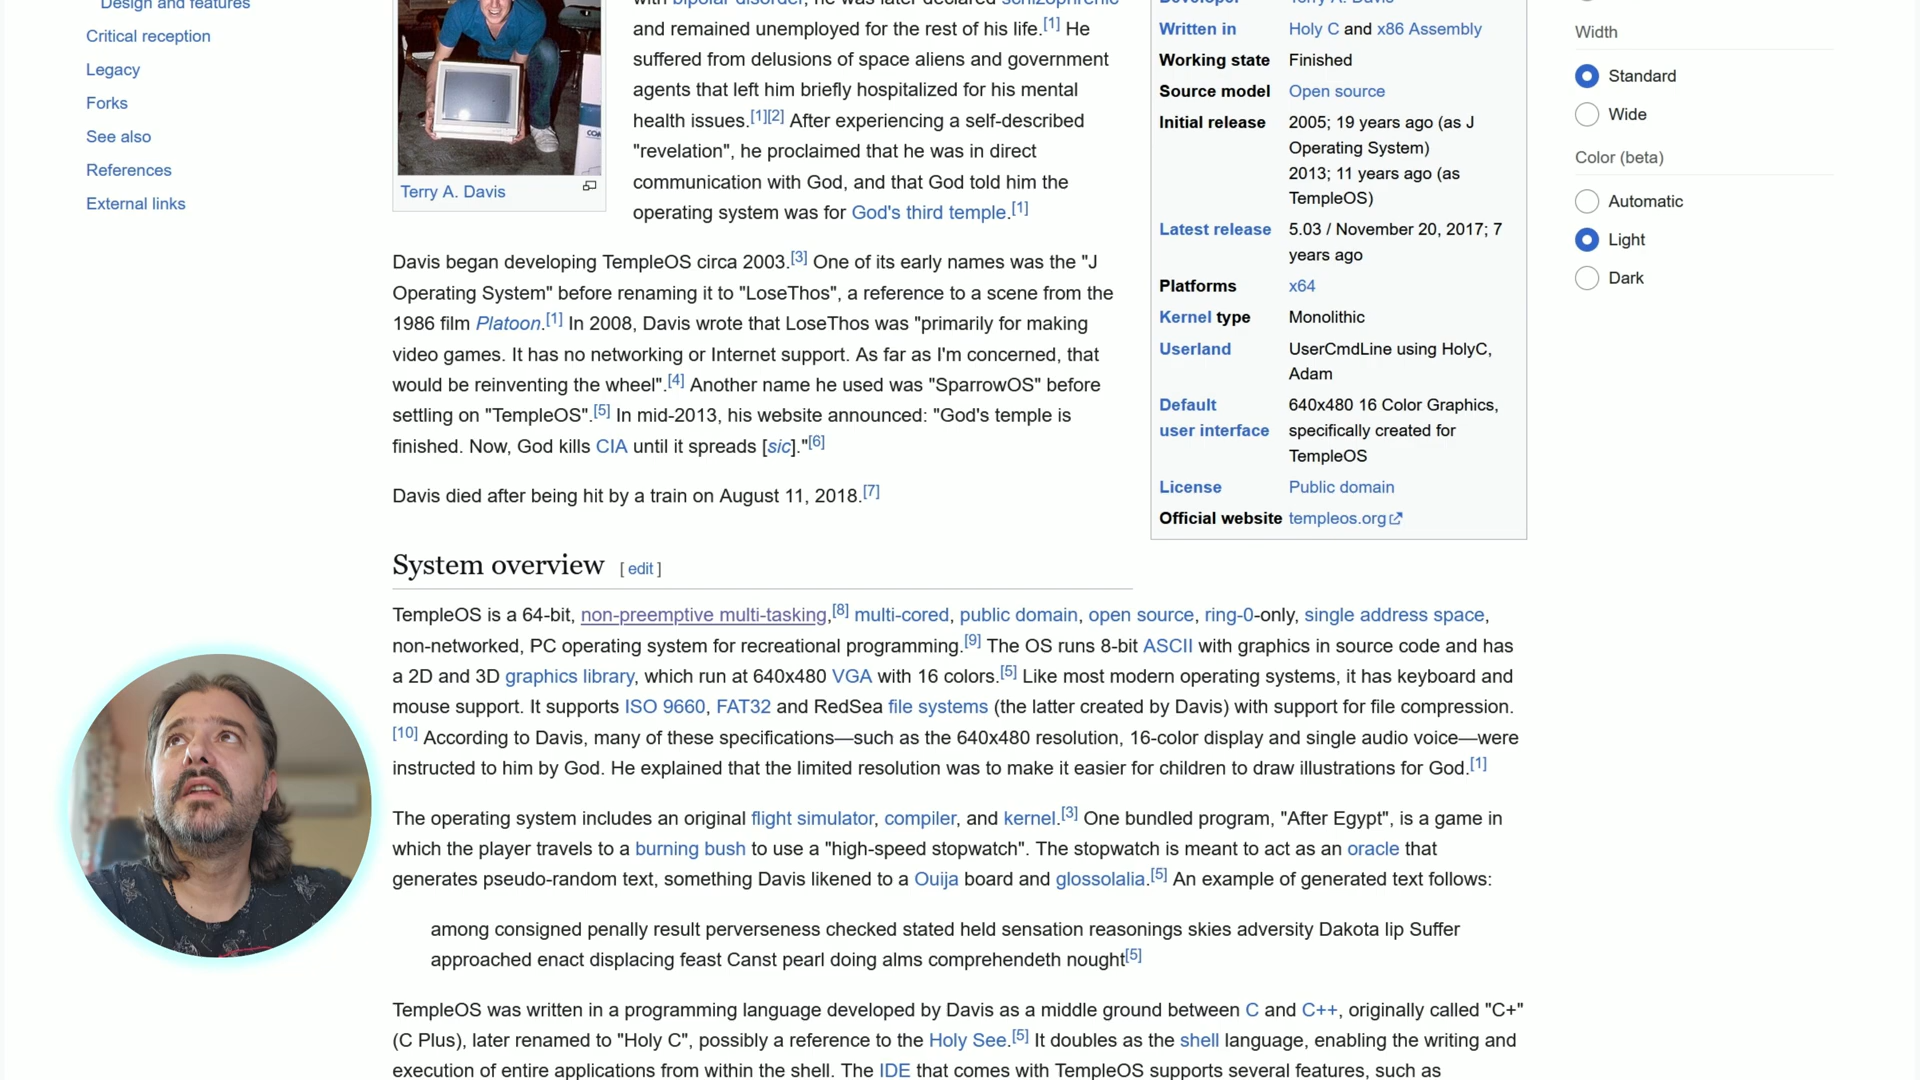 Design and features
Critical reception
Legacy
Forks
See also
References
External links
Terry A. Davis
with bipolar disorder, he was later declared schizophrenic
and remained unemployed for the rest of his life.[1] He
suffered from delusions of space aliens and government
agents that left him briefly hospitalized for his mental
health issues.[1][2] After experiencing a self-described
"revelation", he proclaimed that he was in direct
communication with God, and that God told him the
operating system was for God's third temple.[1]
Davis began developing TempleOS circa 2003.[3] One of its early names was the "J
Operating System" before renaming it to "LoseThos", a reference to a scene from the
1986 film Platoon.[1] In 2008, Davis wrote that LoseThos was "primarily for making
video games. It has no networking or Internet support. As far as I'm concerned, that
would be reinventing the wheel".[4] Another name he used was "SparrowOS" before
settling on "TempleOS".[5] In mid-2013, his website announced: "God's temple is
finished. Now, God kills CIA until it spreads [sic]."[6]
Davis died after being hit by a train on August 11, 2018.[7]
Developer Terry A. Davis
Written in Holy C and x86 Assembly
Working state Finished
Source model Open source
Initial release 2005; 19 years ago (as J
Operating System)
2013; 11 years ago (as
TempleOS)
Latest release 5.03 / November 20, 2017; 7
years ago
Platforms x64
Kernel type Monolithic
Userland UserCmdLine using HolyC,
Adam
Default 640x480 16 Color Graphics,
user interface specifically created for
TempleOS
License Public domain
Official website templeos.org
Width
Standard
Wide
Color (beta)
Automatic
Light
Dark
System overview [ edit ]
TempleOS is a 64-bit, non-preemptive multi-tasking,[8] multi-cored, public domain, open source, ring-0-only, single address space,
non-networked, PC operating system for recreational programming.[9] The OS runs 8-bit ASCII with graphics in source code and has
a 2D and 3D graphics library, which run at 640x480 VGA with 16 colors.[5] Like most modern operating systems, it has keyboard and
mouse support. It supports ISO 9660, FAT32 and RedSea file systems (the latter created by Davis) with support for file compression.
[10] According to Davis, many of these specifications—such as the 640x480 resolution, 16-color display and single audio voice—were
instructed to him by God. He explained that the limited resolution was to make it easier for children to draw illustrations for God.[1]
The operating system includes an original flight simulator, compiler, and kernel.[3] One bundled program, "After Egypt", is a game in
which the player travels to a burning bush to use a "high-speed stopwatch". The stopwatch is meant to act as an oracle that
generates pseudo-random text, something Davis likened to a Ouija board and glossolalia.[5] An example of generated text follows:
among consigned penally result perverseness checked stated held sensation reasonings skies adversity Dakota lip Suffer
approached enact displacing feast Canst pearl doing alms comprehendeth nought[5]
TempleOS was written in a programming language developed by Davis as a middle ground between C and C++, originally called "C+"
(C Plus), later renamed to "Holy C", possibly a reference to the Holy See.[5] It doubles as the shell language, enabling the writing and
execution of entire applications from within the shell. The IDE that comes with TempleOS supports several features, such as